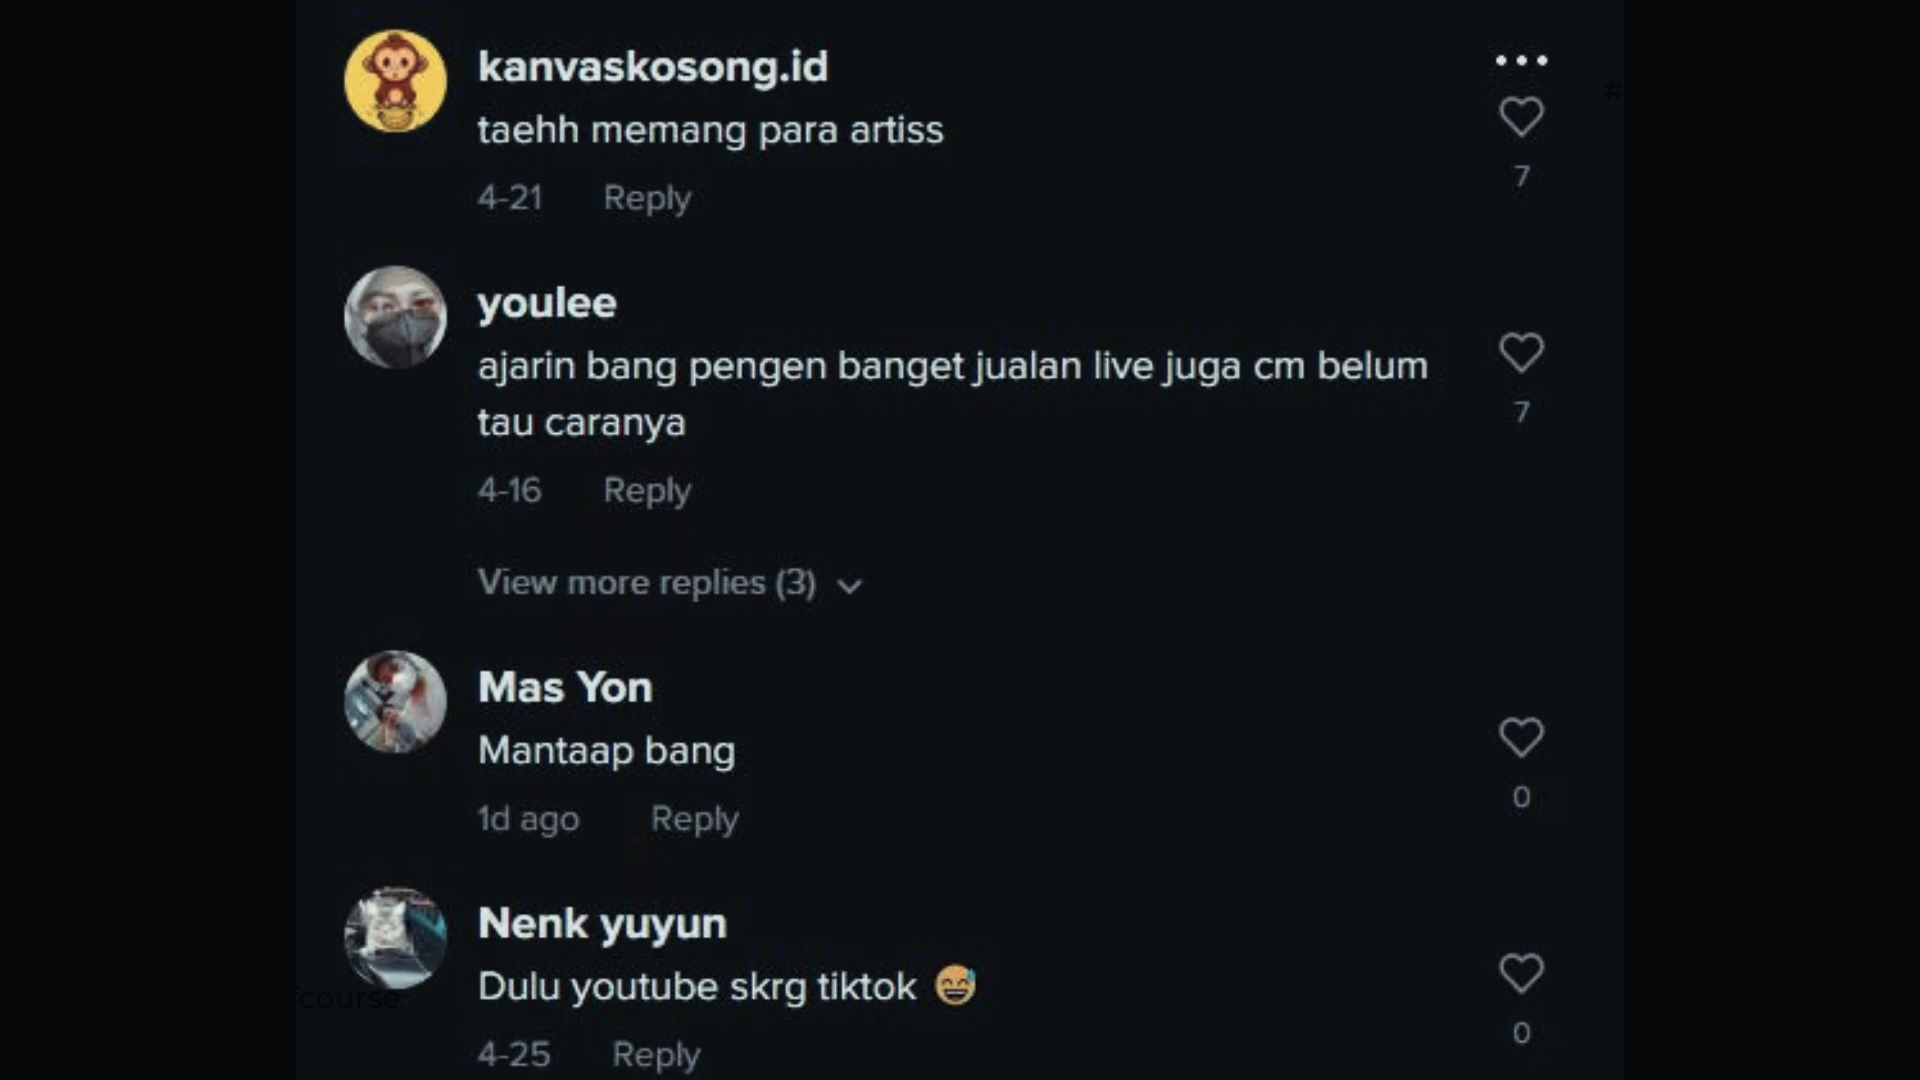 kanvaskosong.id
taehh memang para artiss
4-21 Reply
7
#
youlee
ajarin bang pengen banget jualan live juga cm belum
tau caranya
4-16 Reply
7
View more replies (3)
Mas Yon
Mantaap bang
1d ago Reply
0
Nenk yuyun
Dulu youtube skrg tiktok 😅
course
4-25 Reply
0